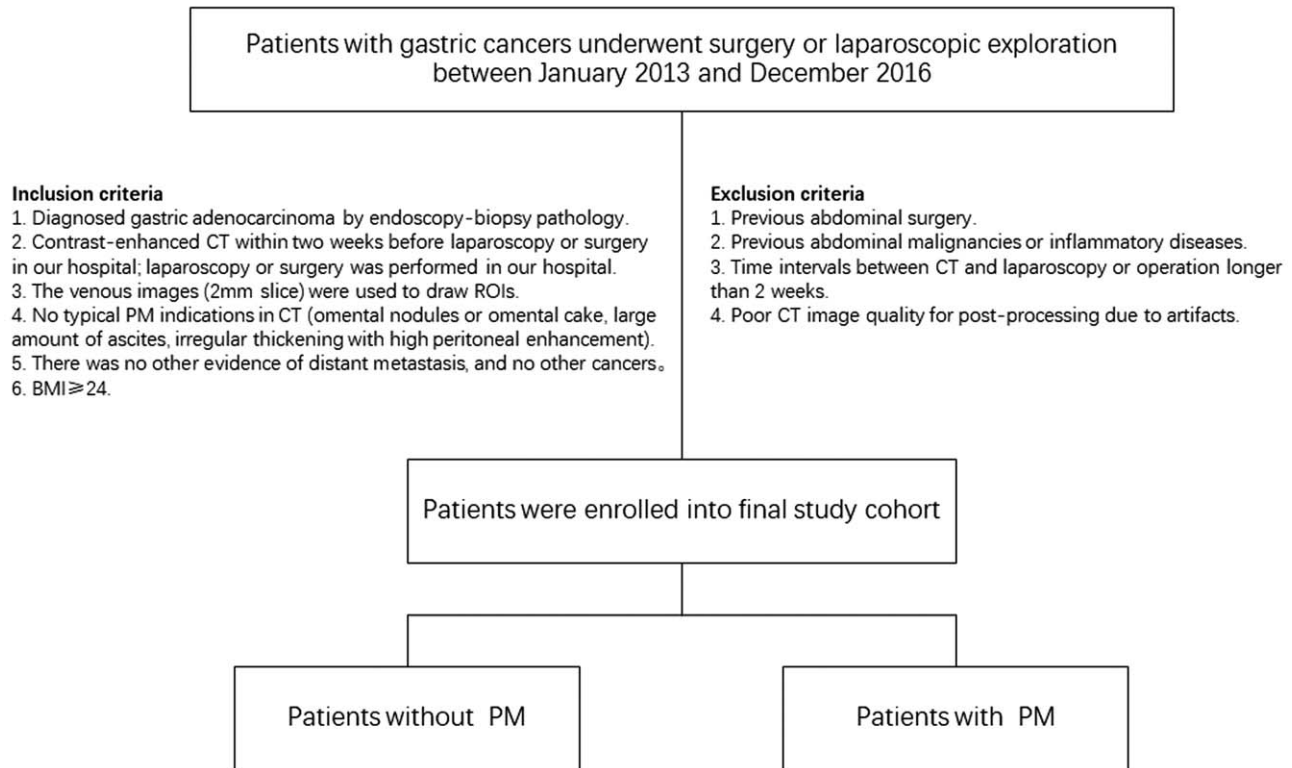 Patients with gastric cancers underwent surgery or laparoscopic exploration
between January 2013 and December 2016
Inclusion criteria
1. Diagnosed gastric adenocarcinoma by endoscopy-biopsy pathology.
2. Contrast-enhanced CT within two weeks before laparoscopy or surgery
in our hospital; laparoscopy or surgery was performed in our hospital.
3. The venous images (2mm slice) were used to draw ROIs.
4. No typical PM indications in CT (omental nodules or omental cake, large
amount of ascites, irregular thickening with high peritoneal enhancement).
5. There was no other evidence of distant metastasis, and no other cancers。
6. BMI≥24.
Exclusion criteria
1. Previous abdominal surgery.
2. Previous abdominal malignancies or inflammatory diseases.
3. Time intervals between CT and laparoscopy or operation longer
than 2 weeks.
4. Poor CT image quality for post-processing due to artifacts.
Patients were enrolled into final study cohort
Patients without PM
Patients with PM